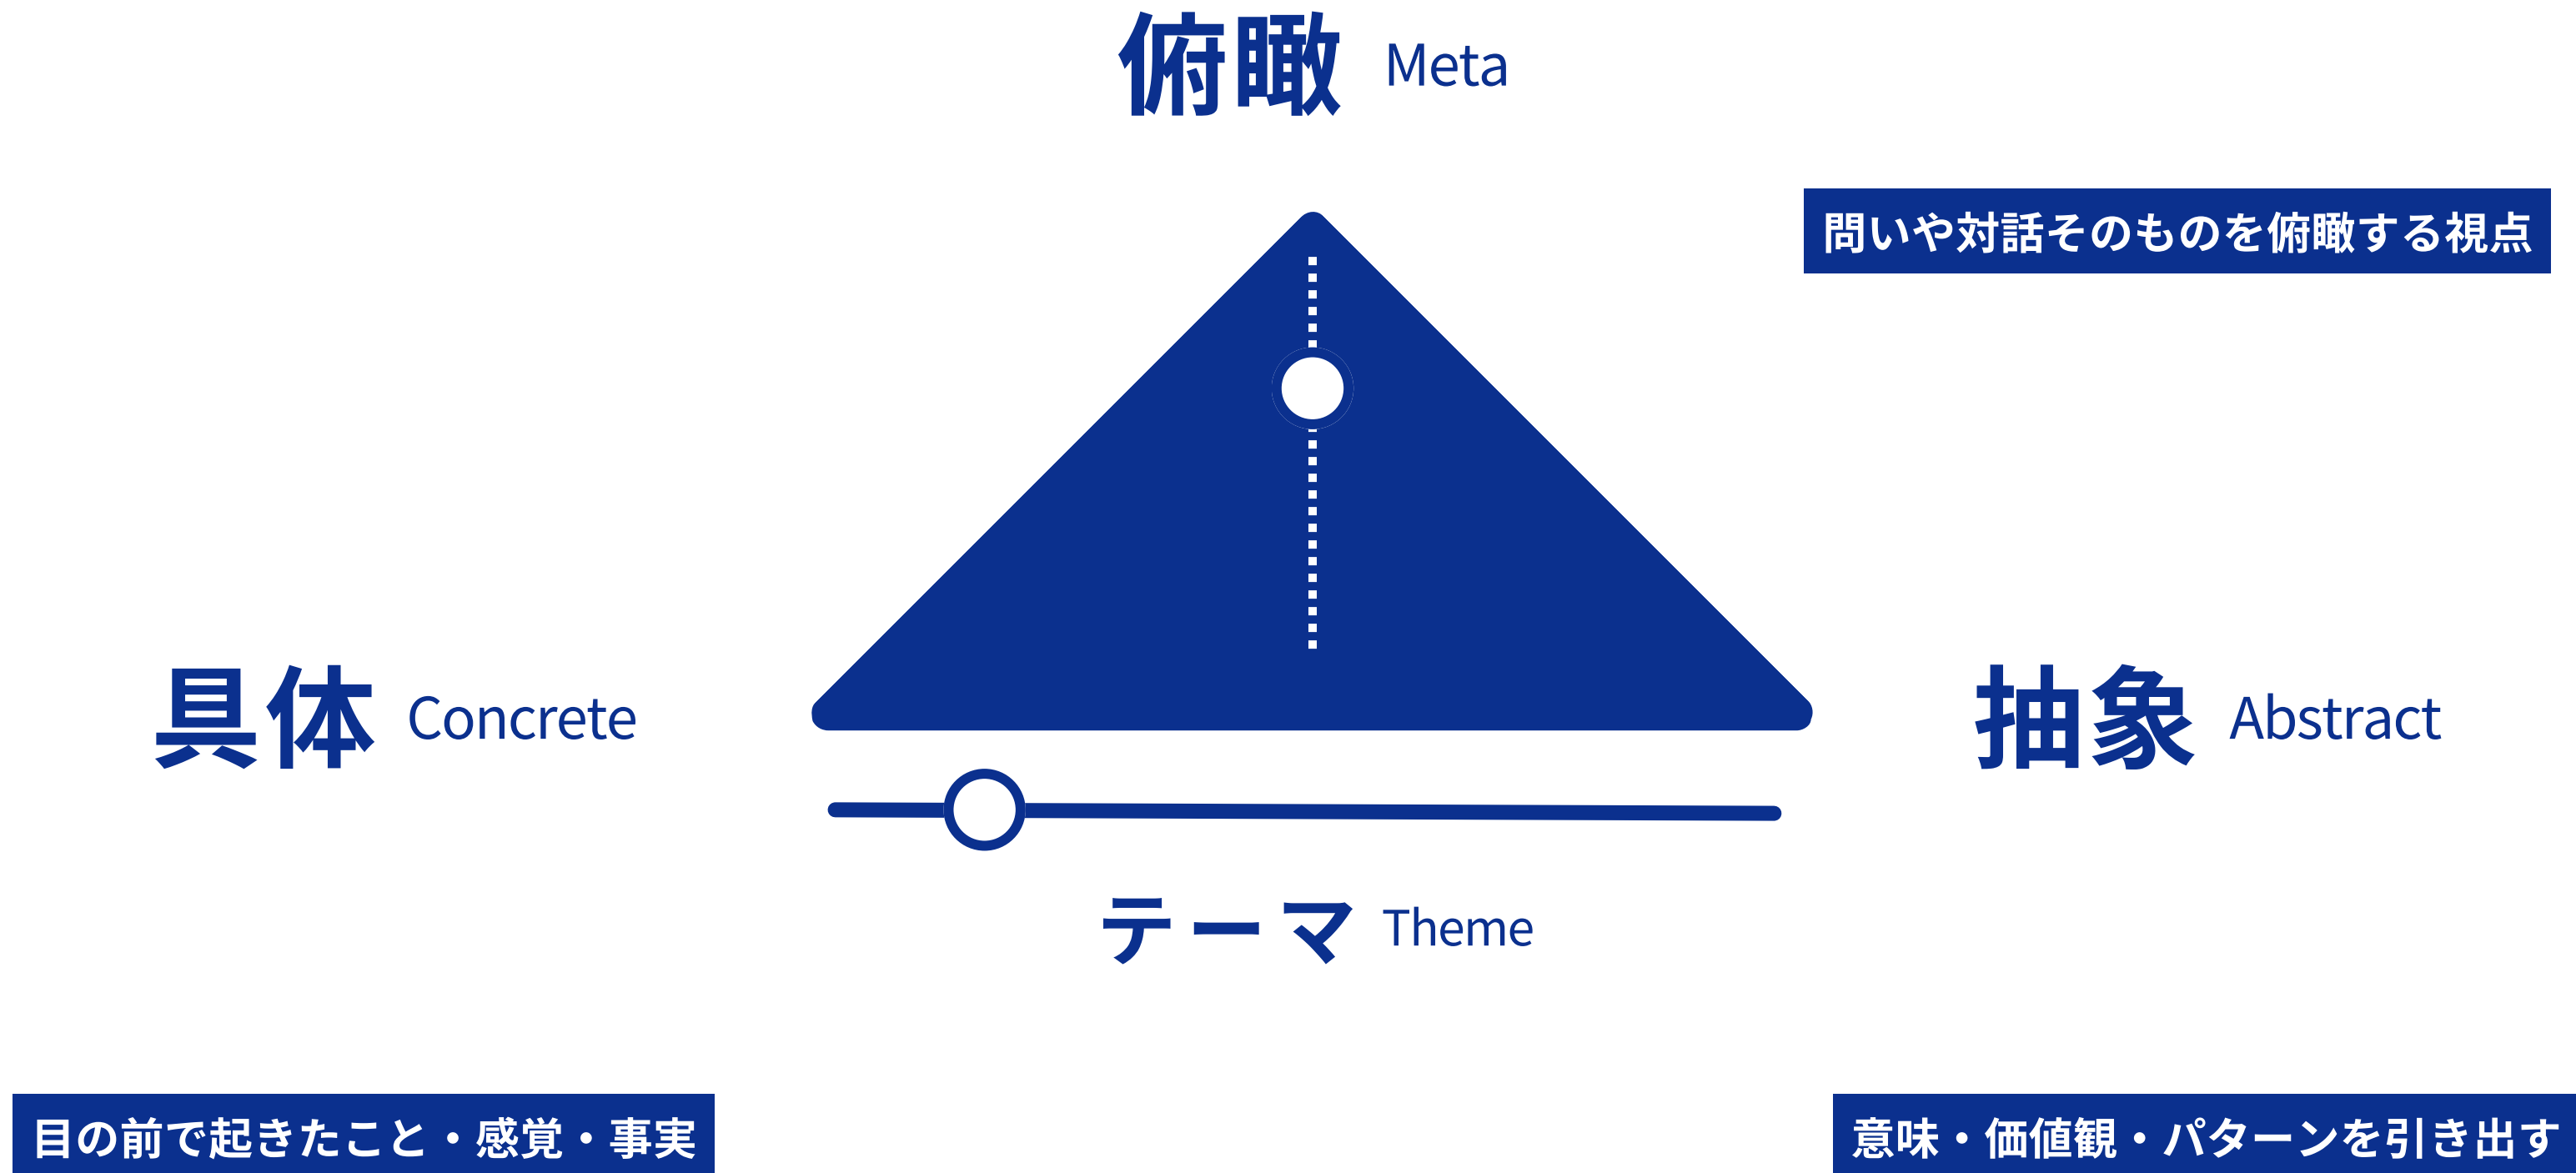 俯瞰 Meta
問いや対話そのものを俯瞰する視点
具体 Concrete
抽象 Abstract
テーマ Theme
目の前で起きたこと・感覚・事実
意味・価値観・パターンを引き出す